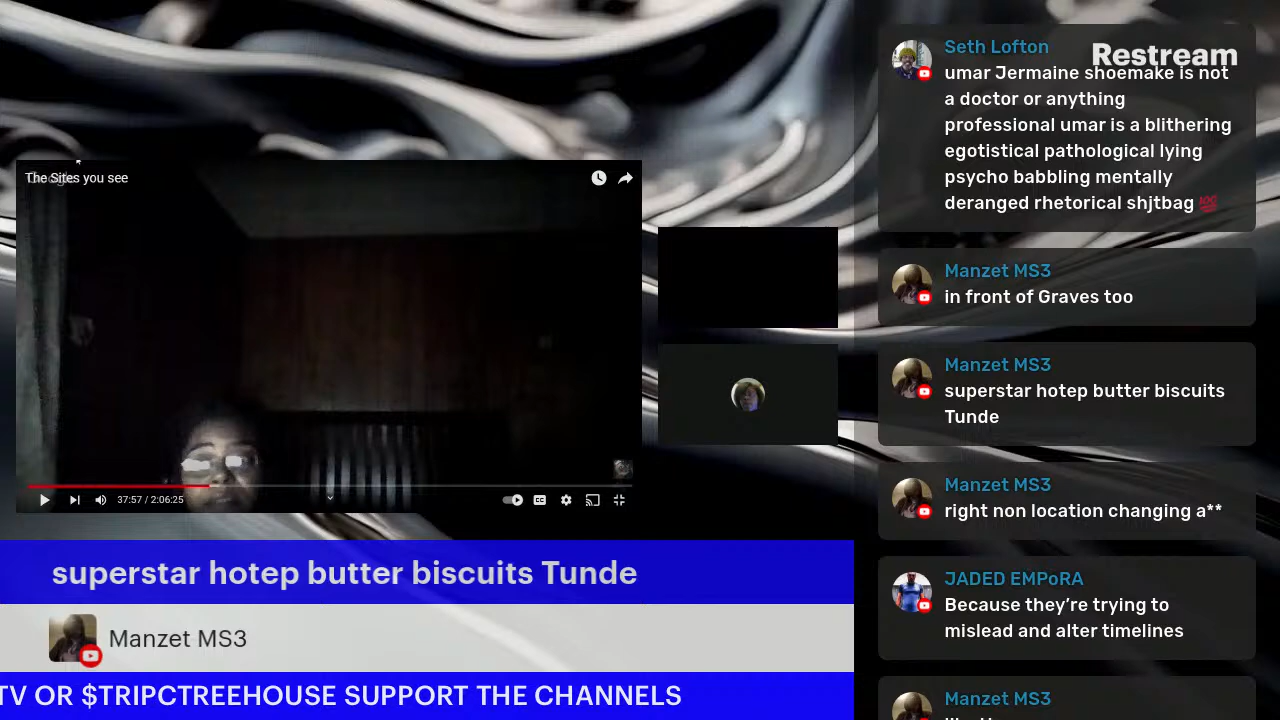 Restream
Seth Lofton
umar Jermaine shoemake is not
a doctor or anything
professional umar is a blithering
egotistical pathological lying
psycho babbling mentally
deranged rhetorical shjtbag 💯
Manzet MS3
in front of Graves too
Manzet MS3
superstar hotep butter biscuits
Tunde
Manzet MS3
right non location changing a**
JADED EMPoRA
Because they’re trying to
mislead and alter timelines
Manzet MS3
The Sites you see
37:57 / 2:06:25
superstar hotep butter biscuits Tunde
Manzet MS3
TV OR $TRIPCTREEHOUSE SUPPORT THE CHANNELS